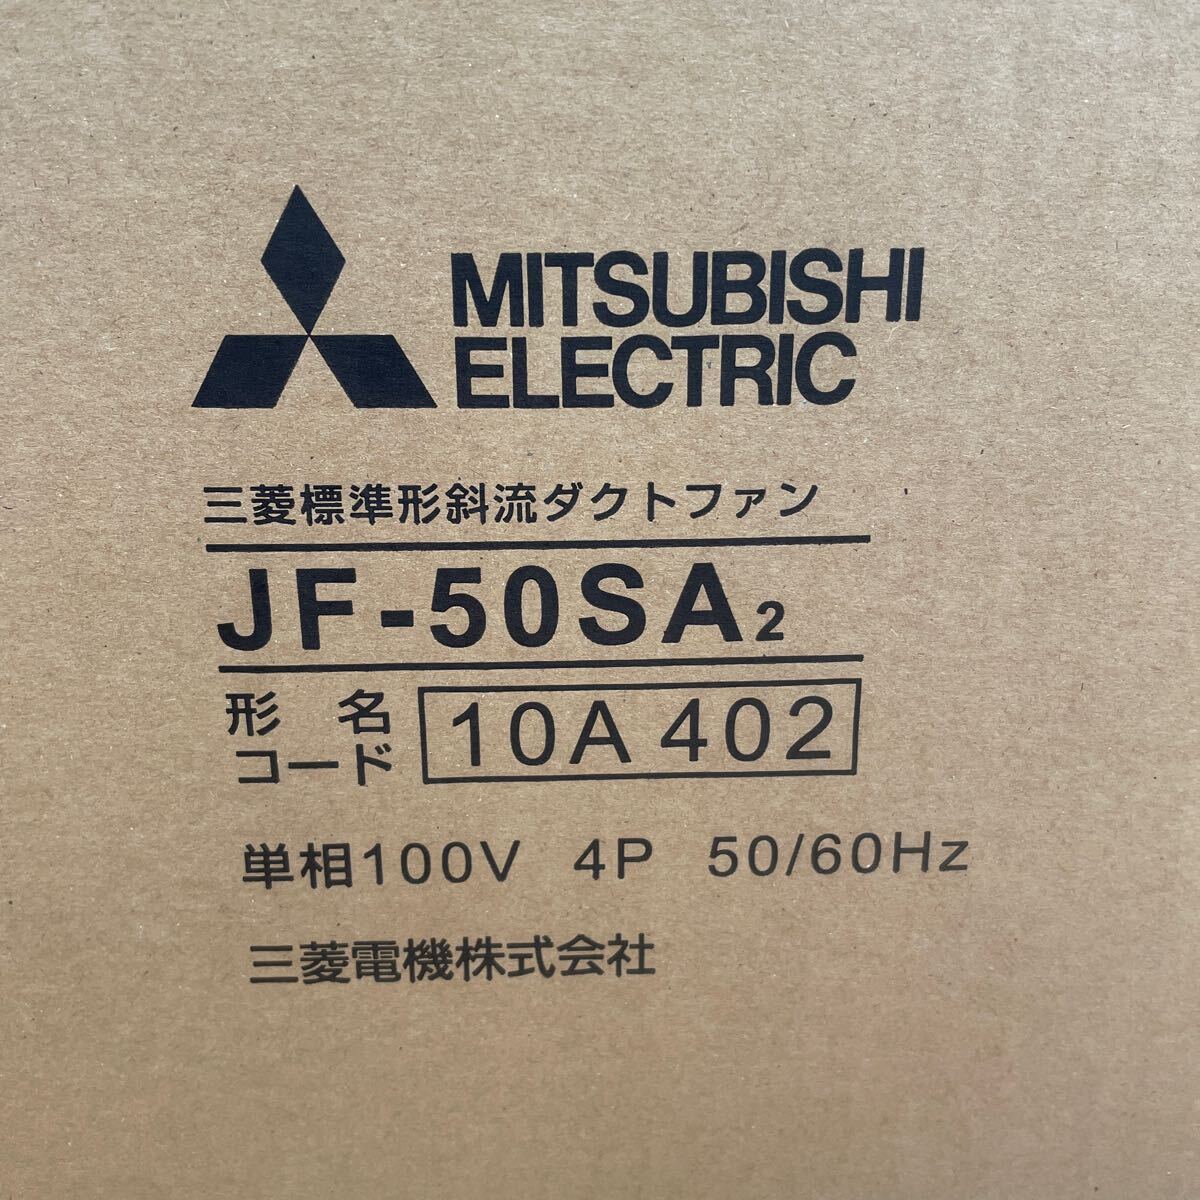 MITSUBISHI
ELECTRIC
三菱標準形斜流ダクトファン
JF-50SA2
形名
コード 10A 402
単相100V 4P 50/60Hz
三菱電機株式会社